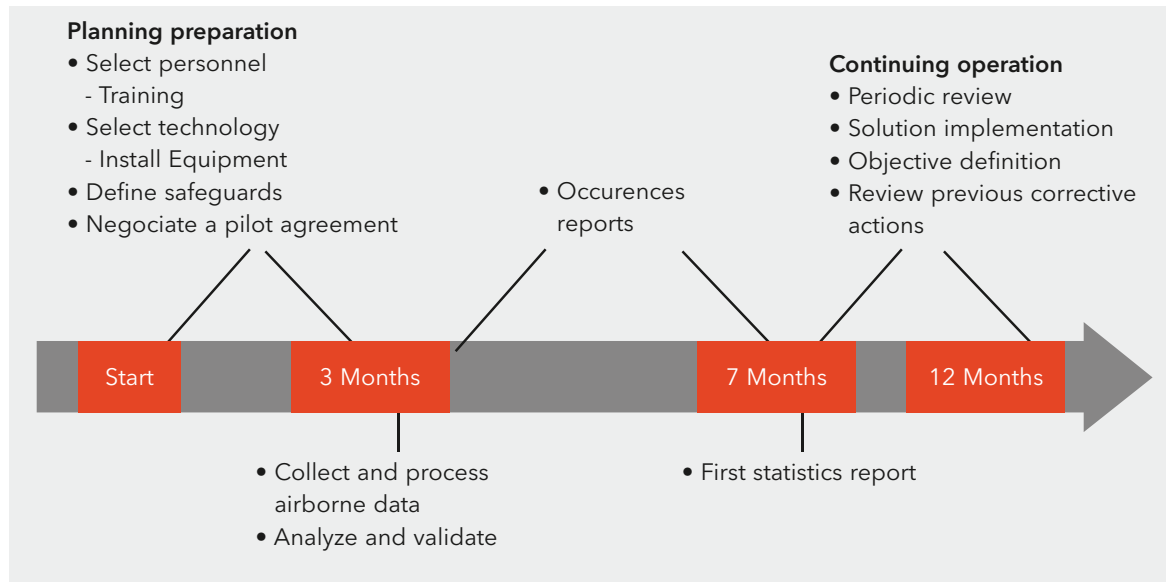 Planning preparation
• Select personnel
- Training
• Select technology
- Install Equipment
• Define safeguards
• Negociate a pilot agreement
• Occurences
reports
Continuing operation
• Periodic review
• Solution implementation
• Objective definition
• Review previous corrective
actions
Start
3 Months
7 Months
12 Months
• Collect and process
airborne data
• Analyze and validate
• First statistics report